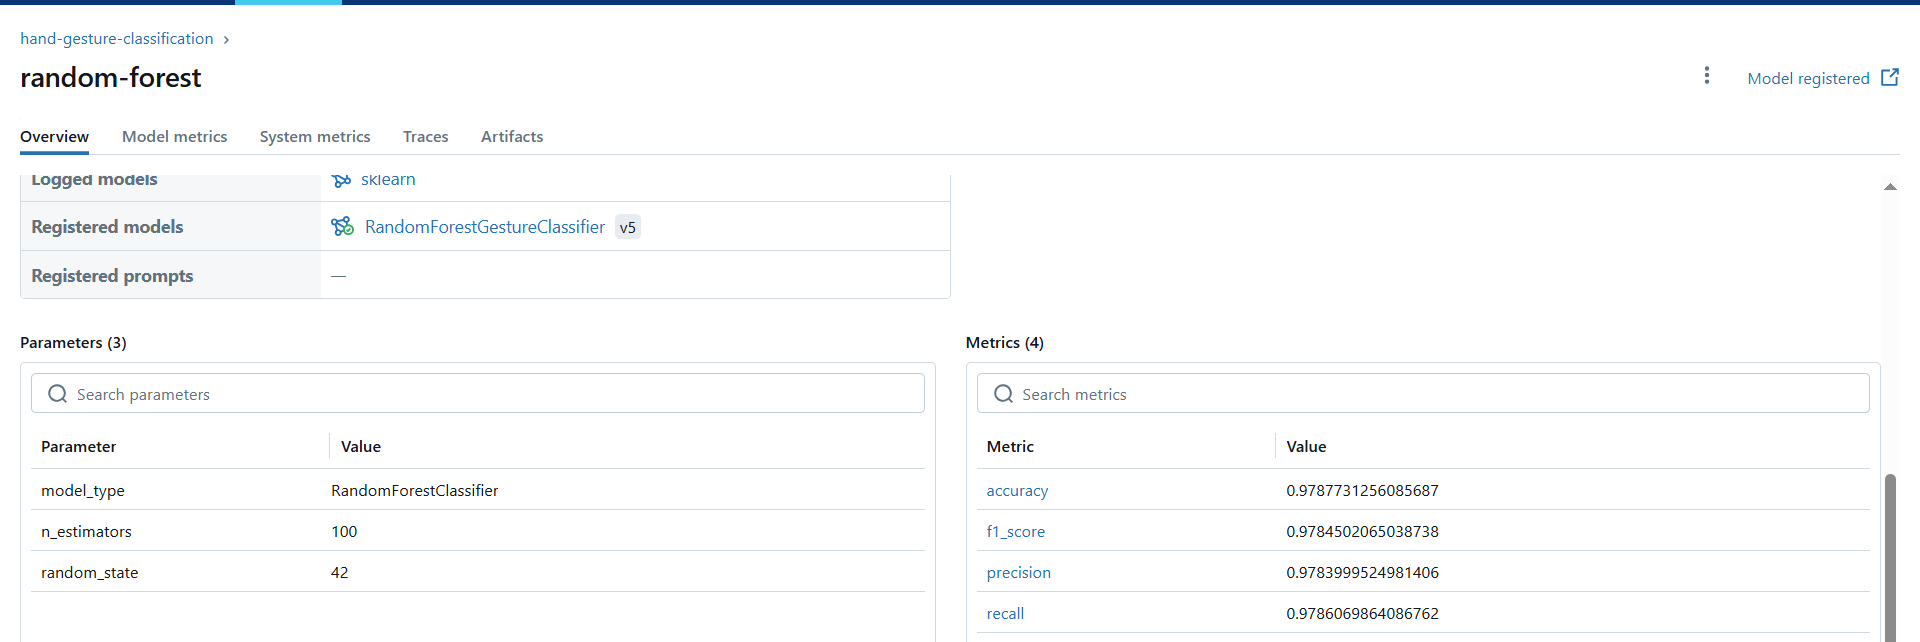 hand-gesture-classification
random-forest
Model registered
Overview Model metrics System metrics Traces Artifacts
Logged models sklearn
Registered models RandomForestGestureClassifier v5
Registered prompts —
Parameters (3)
Search parameters
Parameter Value
model_type RandomForestClassifier
n_estimators 100
random_state 42
Metrics (4)
Search metrics
Metric Value
accuracy 0.9787731256085687
f1_score 0.9784502065038738
precision 0.9783999524981406
recall 0.9786069864086762